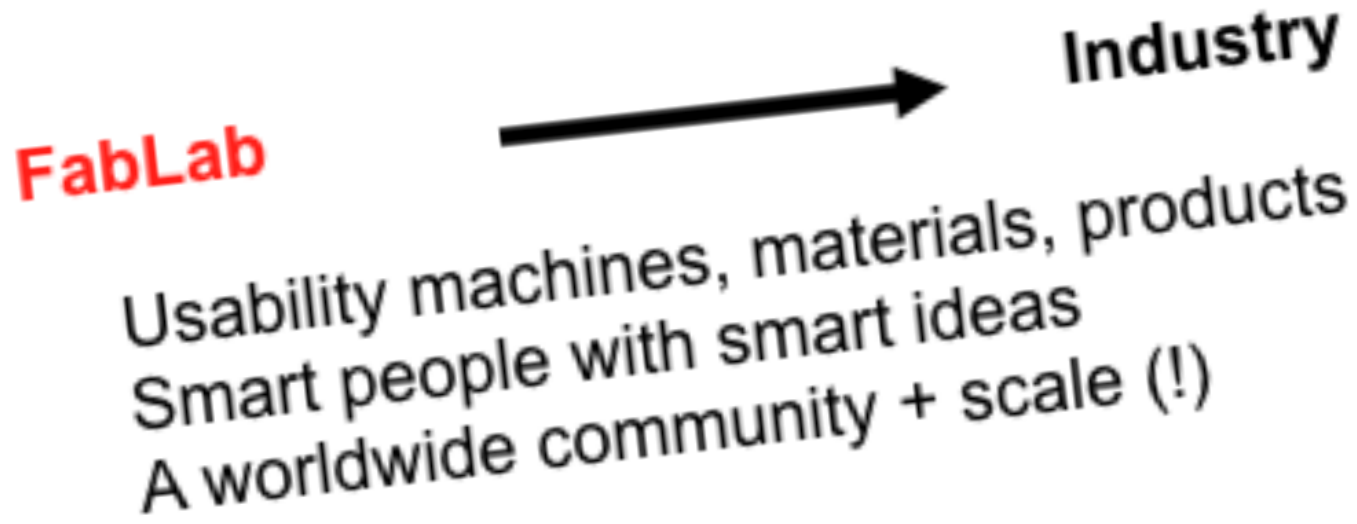 FabLab
Industry
Usability machines, materials, products
Smart people with smart ideas
A worldwide community + scale (!)